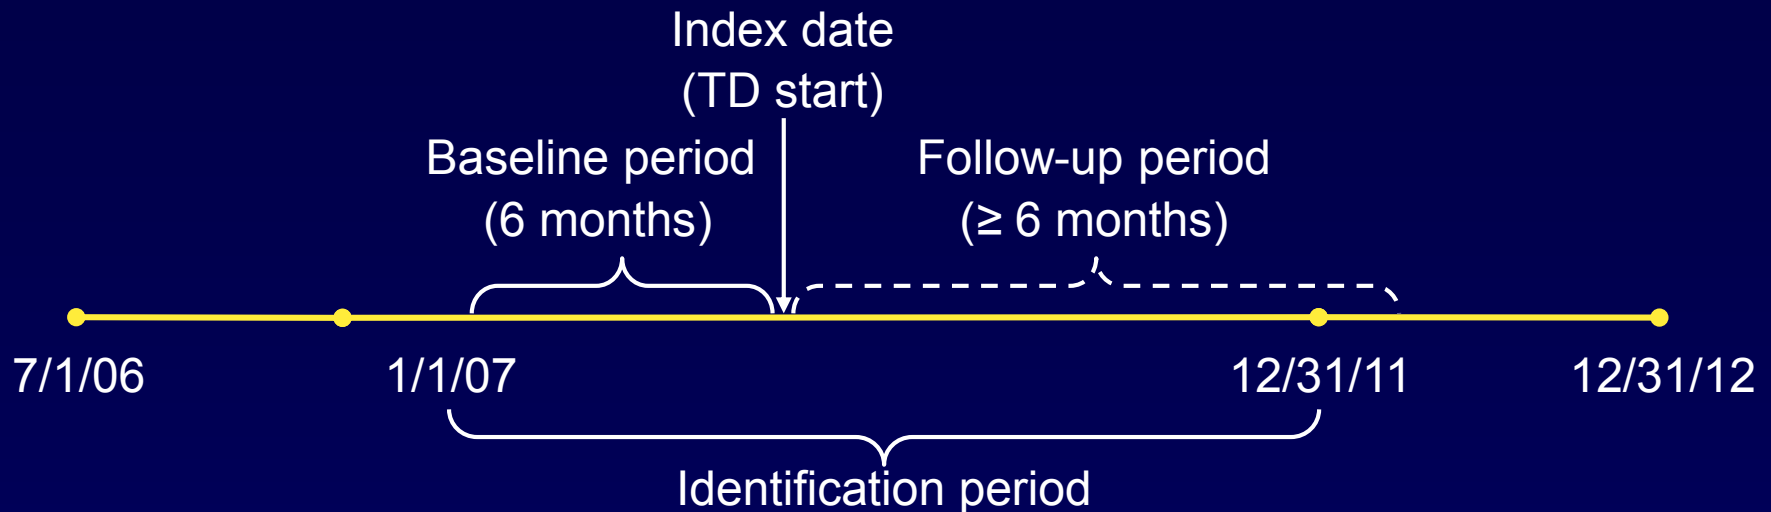 Index date
(TD start)
Baseline period
(6 months)
Follow-up period
(≥ 6 months)
7/1/06
1/1/07
12/31/11
12/31/12
Identification period